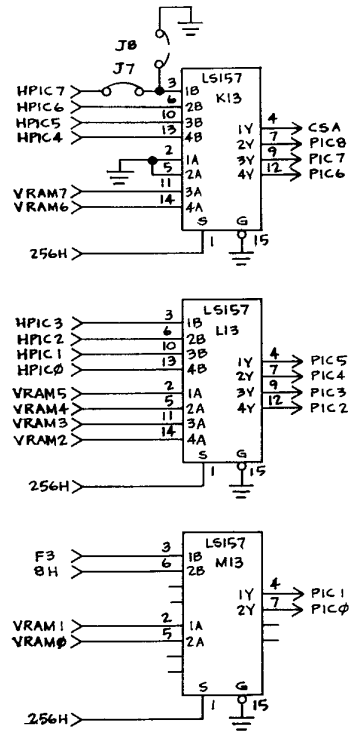 J8
J7
LS157
K13
HPIC7 3 1B
HPIC6 6 2B
HPIC5 10 3B
HPIC4 13 4B
2 1A
5 2A
VRAM7 11 3A
VRAM6 14 4A
1Y 4 CSA
2Y 7 PIC8
3Y 9 PIC7
4Y 12 PIC6
S G
1 15
256H
LS157
L13
HPIC3 3 1B
HPIC2 6 2B
HPIC1 10 3B
HPICØ 13 4B
VRAM5 2 1A
VRAM4 5 2A
VRAM3 11 3A
VRAM2 14 4A
1Y 4 PIC5
2Y 7 PIC4
3Y 9 PIC3
4Y 12 PIC2
S G
1 15
256H
LS157
M13
F3 3 1B
8H 6 2B
VRAM1 2 1A
VRAMØ 5 2A
1Y 4 PIC1
2Y 7 PICØ
S G
1 15
256H